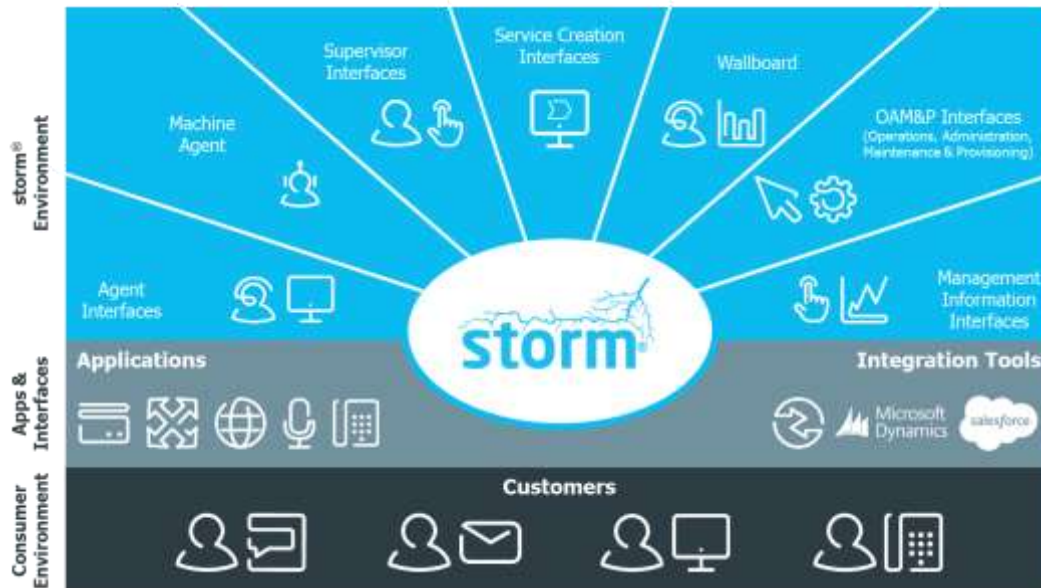 storm®
Environment
Supervisor
Interfaces
Service Creation
Interfaces
Wallboard
Machine
Agent
OAM&P Interfaces
(Operations, Administration,
Maintenance & Provisioning)
Agent
Interfaces
Management
Information
Interfaces
storm®
Apps &
Interfaces
Applications
Integration Tools
Microsoft
Dynamics
salesforce
Consumer
Environment
Customers